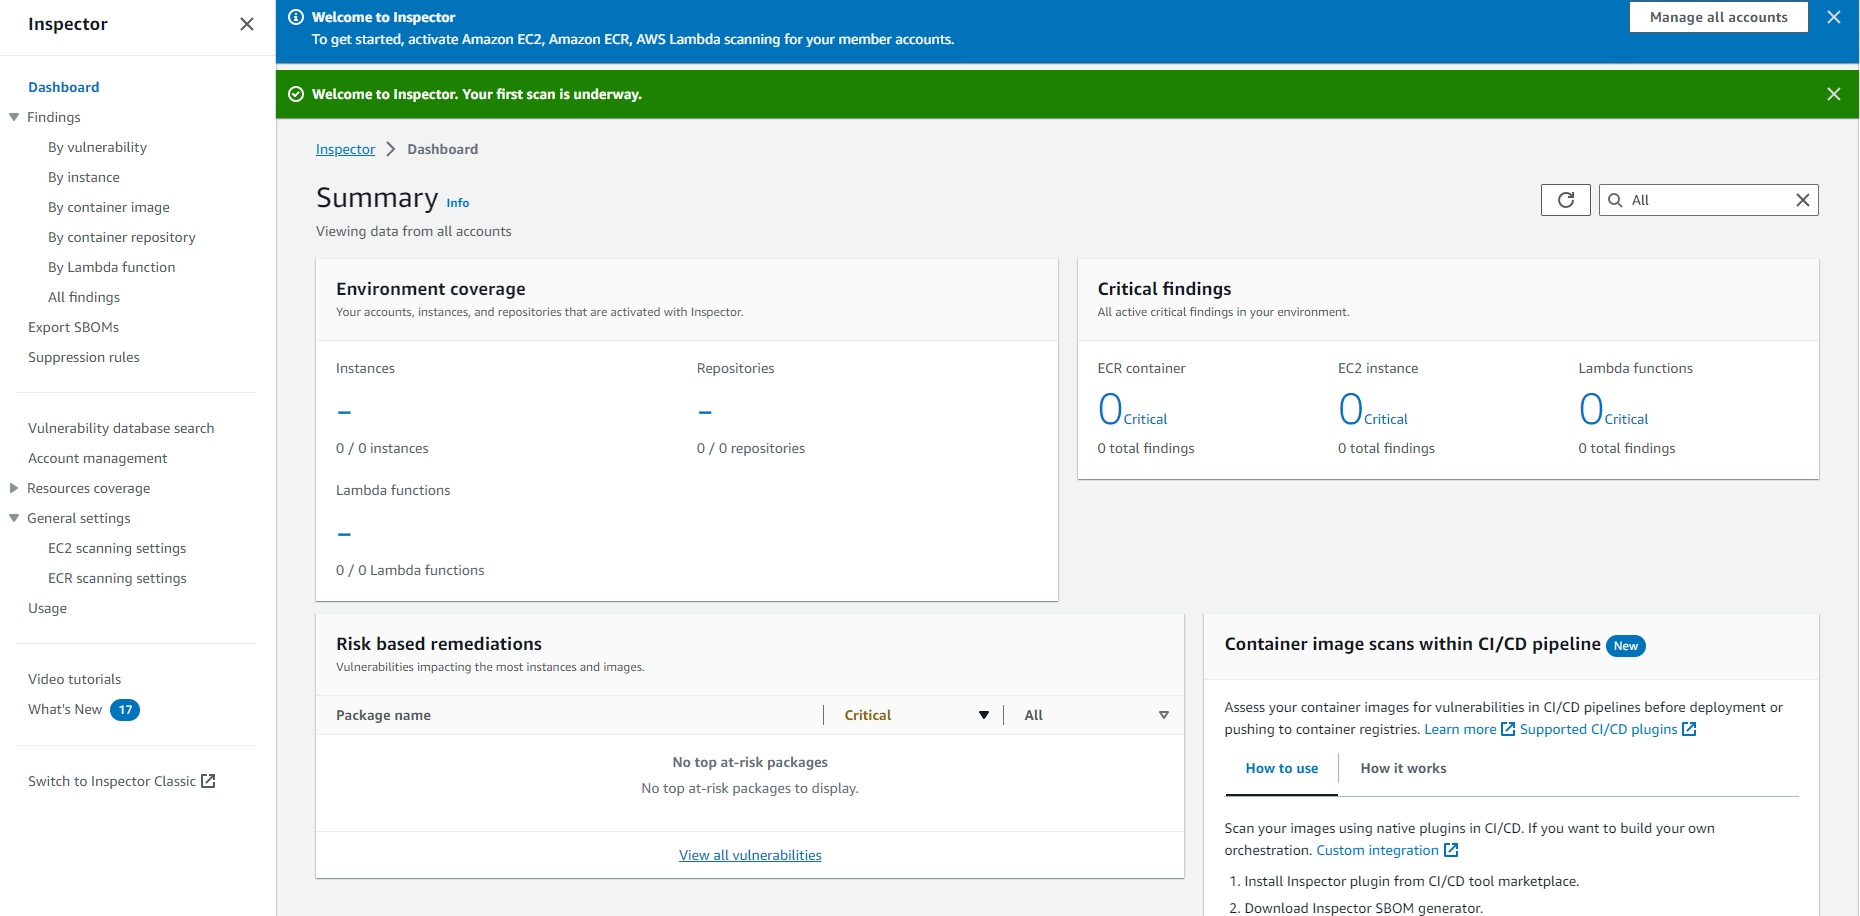 Inspector
Dashboard
Findings
By vulnerability
By instance
By container image
By container repository
By Lambda function
All findings
Export SBOMs
Suppression rules
Vulnerability database search
Account management
Resources coverage
General settings
EC2 scanning settings
ECR scanning settings
Usage
Video tutorials
What's New 17
Switch to Inspector Classic
Welcome to Inspector
To get started, activate Amazon EC2, Amazon ECR, AWS Lambda scanning for your member accounts.
Manage all accounts
Welcome to Inspector. Your first scan is underway.
Inspector Dashboard
Summary Info
Viewing data from all accounts
All
Environment coverage
Your accounts, instances, and repositories that are activated with Inspector.
Instances
–
0 / 0 instances
Repositories
–
0 / 0 repositories
Lambda functions
–
0 / 0 Lambda functions
Critical findings
All active critical findings in your environment.
ECR container
0 Critical
0 total findings
EC2 instance
0 Critical
0 total findings
Lambda functions
0 Critical
0 total findings
Risk based remediations
Vulnerabilities impacting the most instances and images.
Package name Critical All
No top at-risk packages
No top at-risk packages to display.
View all vulnerabilities
Container image scans within CI/CD pipeline New
Assess your container images for vulnerabilities in CI/CD pipelines before deployment or
pushing to container registries. Learn more Supported CI/CD plugins
How to use How it works
Scan your images using native plugins in CI/CD. If you want to build your own
orchestration. Custom integration
1. Install Inspector plugin from CI/CD tool marketplace.
2. Download Inspector SBOM generator.